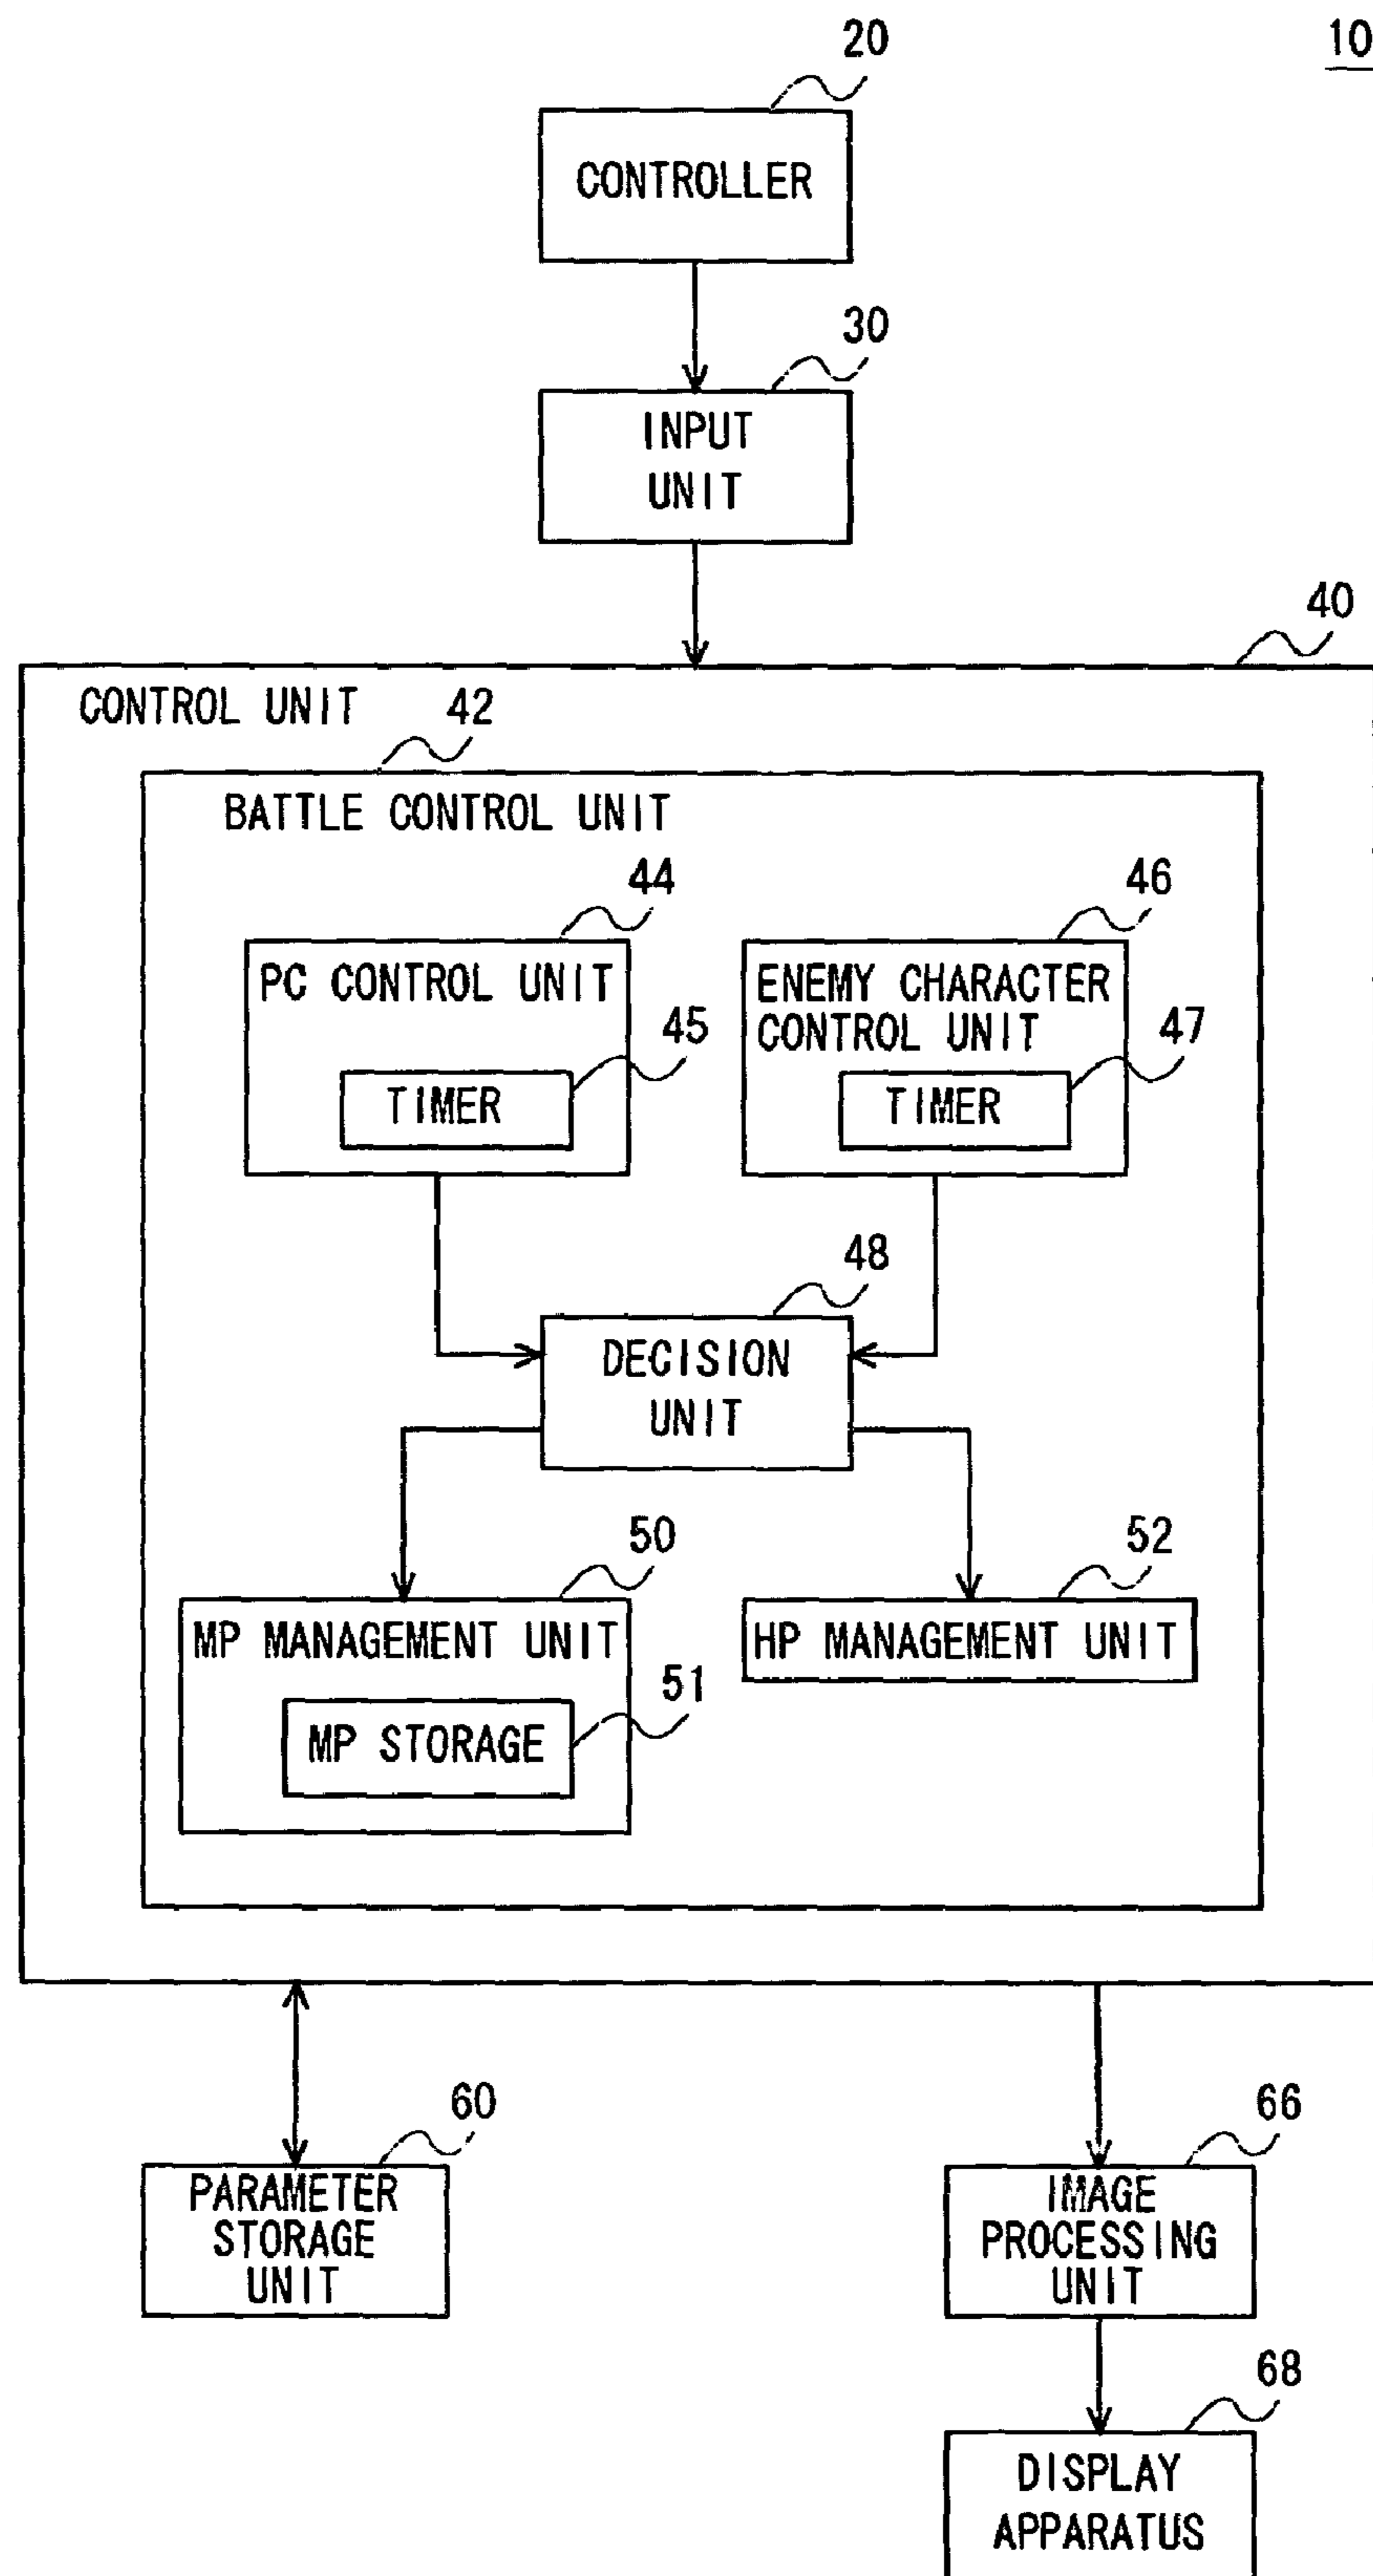 20
10
CONTROLLER
30
INPUT
UNIT
40
CONTROL UNIT
42
BATTLE CONTROL UNIT
44
46
PC CONTROL UNIT
ENEMY CHARACTER
CONTROL UNIT
45
47
TIMER
TIMER
48
DECISION
UNIT
50
52
MP MANAGEMENT UNIT
HP MANAGEMENT UNIT
51
MP STORAGE
60
66
PARAMETER
STORAGE
UNIT
IMAGE
PROCESSING
UNIT
68
DISPLAY
APPARATUS